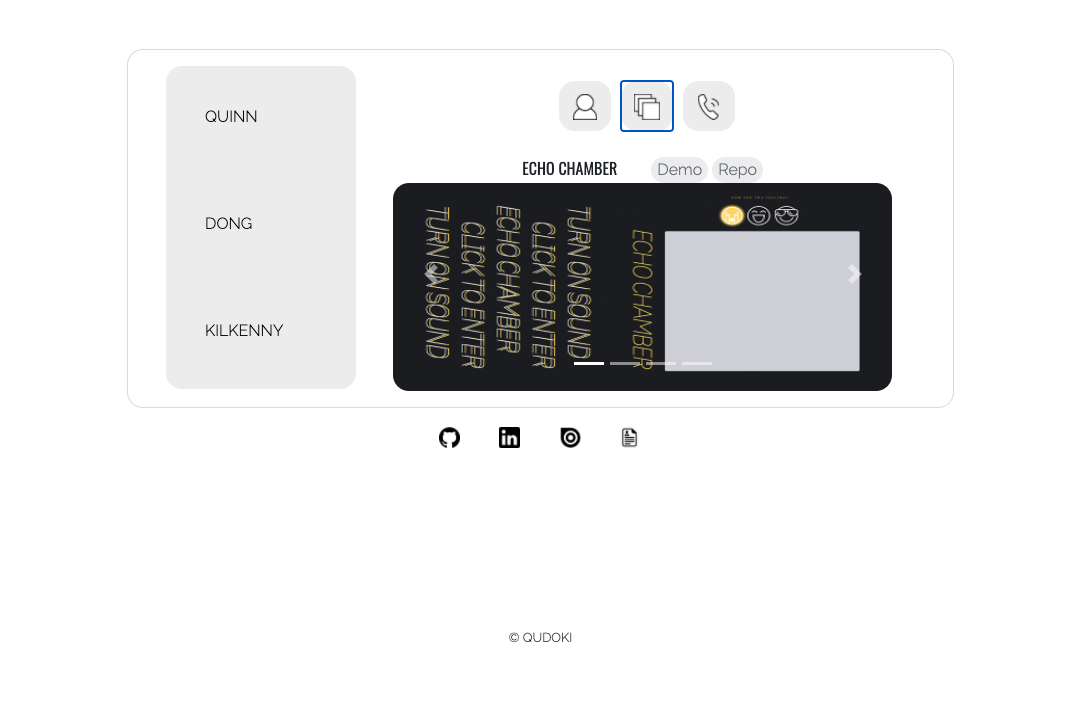 QUINN
DONG
KILKENNY
ECHO CHAMBER
Demo
Repo
TURN ON SOUND
CLICK TO ENTER
ECHO CHAMBER
CLICK TO ENTER
TURN ON SOUND
ECHO CHAMBER
© QUDOKI